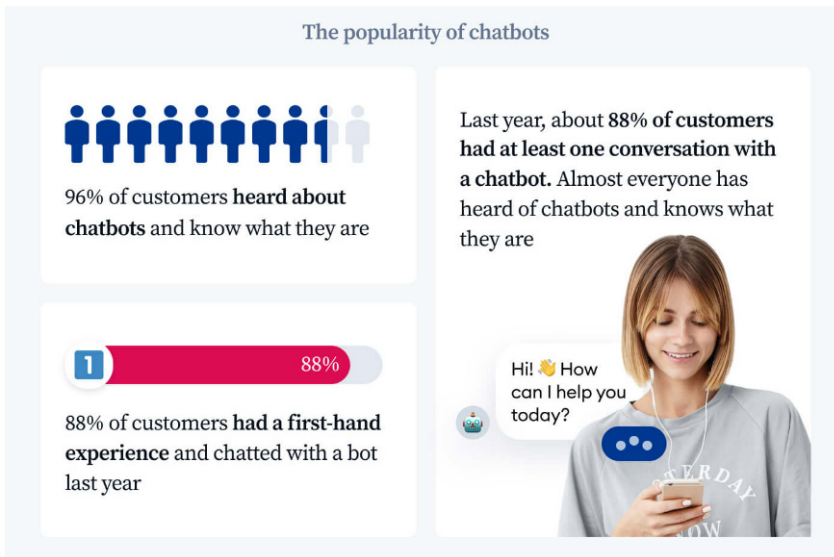 The popularity of chatbots
96% of customers heard about
chatbots and know what they are
1
88%
88% of customers had a first-hand
experience and chatted with a bot
last year
Last year, about 88% of customers
had at least one conversation with
a chatbot. Almost everyone has
heard of chatbots and knows what
they are
Hi! 👋 How
can I help you
today?